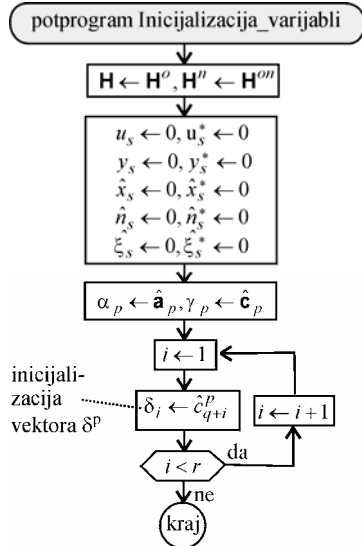 potprogram Inicijalizacija_varijabli
H ← H^o, H^n ← H^on
u_s ← 0, u_s^* ← 0
y_s ← 0, y_s^* ← 0
x̂_s ← 0, x̂_s^* ← 0
n̂_s ← 0, n̂_s^* ← 0
ξ̂_s ← 0, ξ̂_s^* ← 0
α_p ← â_p, γ_p ← ĉ_p
i ← 1
inicijali-
zacija
vektora δ^p
δ_i ← ĉ_{q+i}^p
i ← i+1
i < r
da
ne
kraj